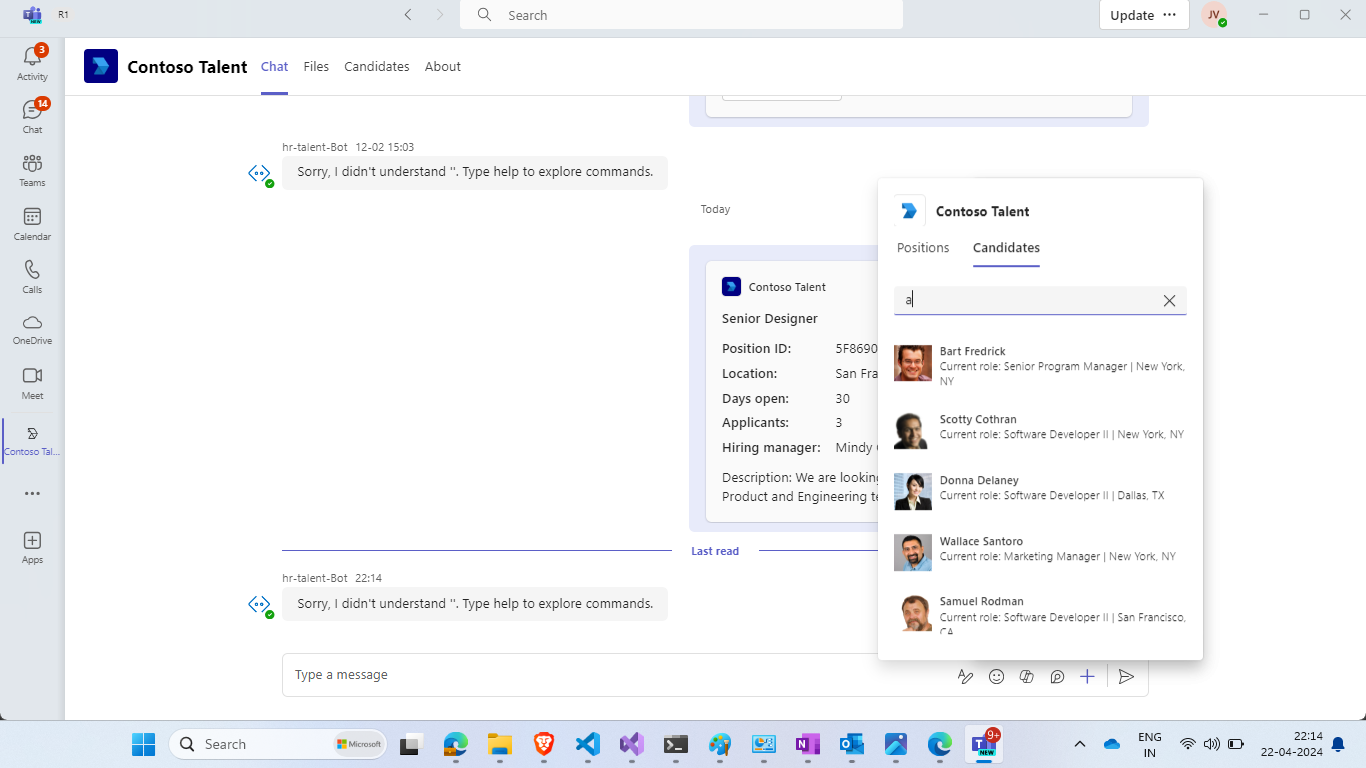 R1
Search
Update
JV
3
Activity
14
Chat
Teams
Calendar
Calls
OneDrive
Meet
Contoso Tal...
Apps
Contoso Talent
Chat
Files
Candidates
About
hr-talent-Bot 12-02 15:03
Sorry, I didn't understand ''. Type help to explore commands.
Today
Contoso Talent
Senior Designer
Position ID: 5F8690
Location: San Fra
Days open: 30
Applicants: 3
Hiring manager: Mindy
Description: We are looking
Product and Engineering te
Last read
hr-talent-Bot 22:14
Sorry, I didn't understand ''. Type help to explore commands.
Type a message
Contoso Talent
Positions
Candidates
a
Bart Fredrick
Current role: Senior Program Manager | New York,
NY
Scotty Cothran
Current role: Software Developer II | New York, NY
Donna Delaney
Current role: Software Developer II | Dallas, TX
Wallace Santoro
Current role: Marketing Manager | New York, NY
Samuel Rodman
Current role: Software Developer II | San Francisco,
CA
Search
Microsoft
9+
NEW
ENG
IN
22:14
22-04-2024